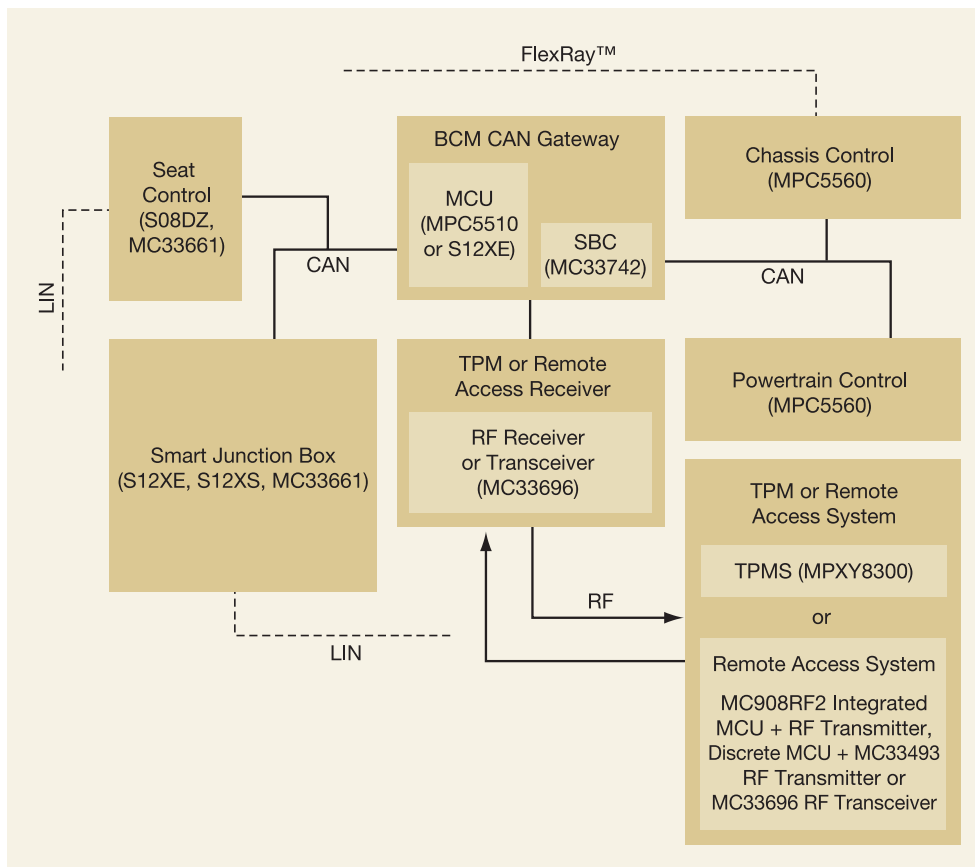 FlexRay™
BCM CAN Gateway
MCU
(MPC5510
or S12XE)
SBC
(MC33742)
Seat
Control
(S08DZ,
MC33661)
Chassis Control
(MPC5560)
LIN
CAN
CAN
Smart Junction Box
(S12XE, S12XS, MC33661)
TPM or Remote
Access Receiver
RF Receiver
or Transceiver
(MC33696)
Powertrain Control
(MPC5560)
LIN
RF
TPM or Remote
Access System
TPMS (MPXY8300)
or
Remote Access System
MC908RF2 Integrated
MCU + RF Transmitter,
Discrete MCU + MC33493
RF Transmitter or
MC33696 RF Transceiver